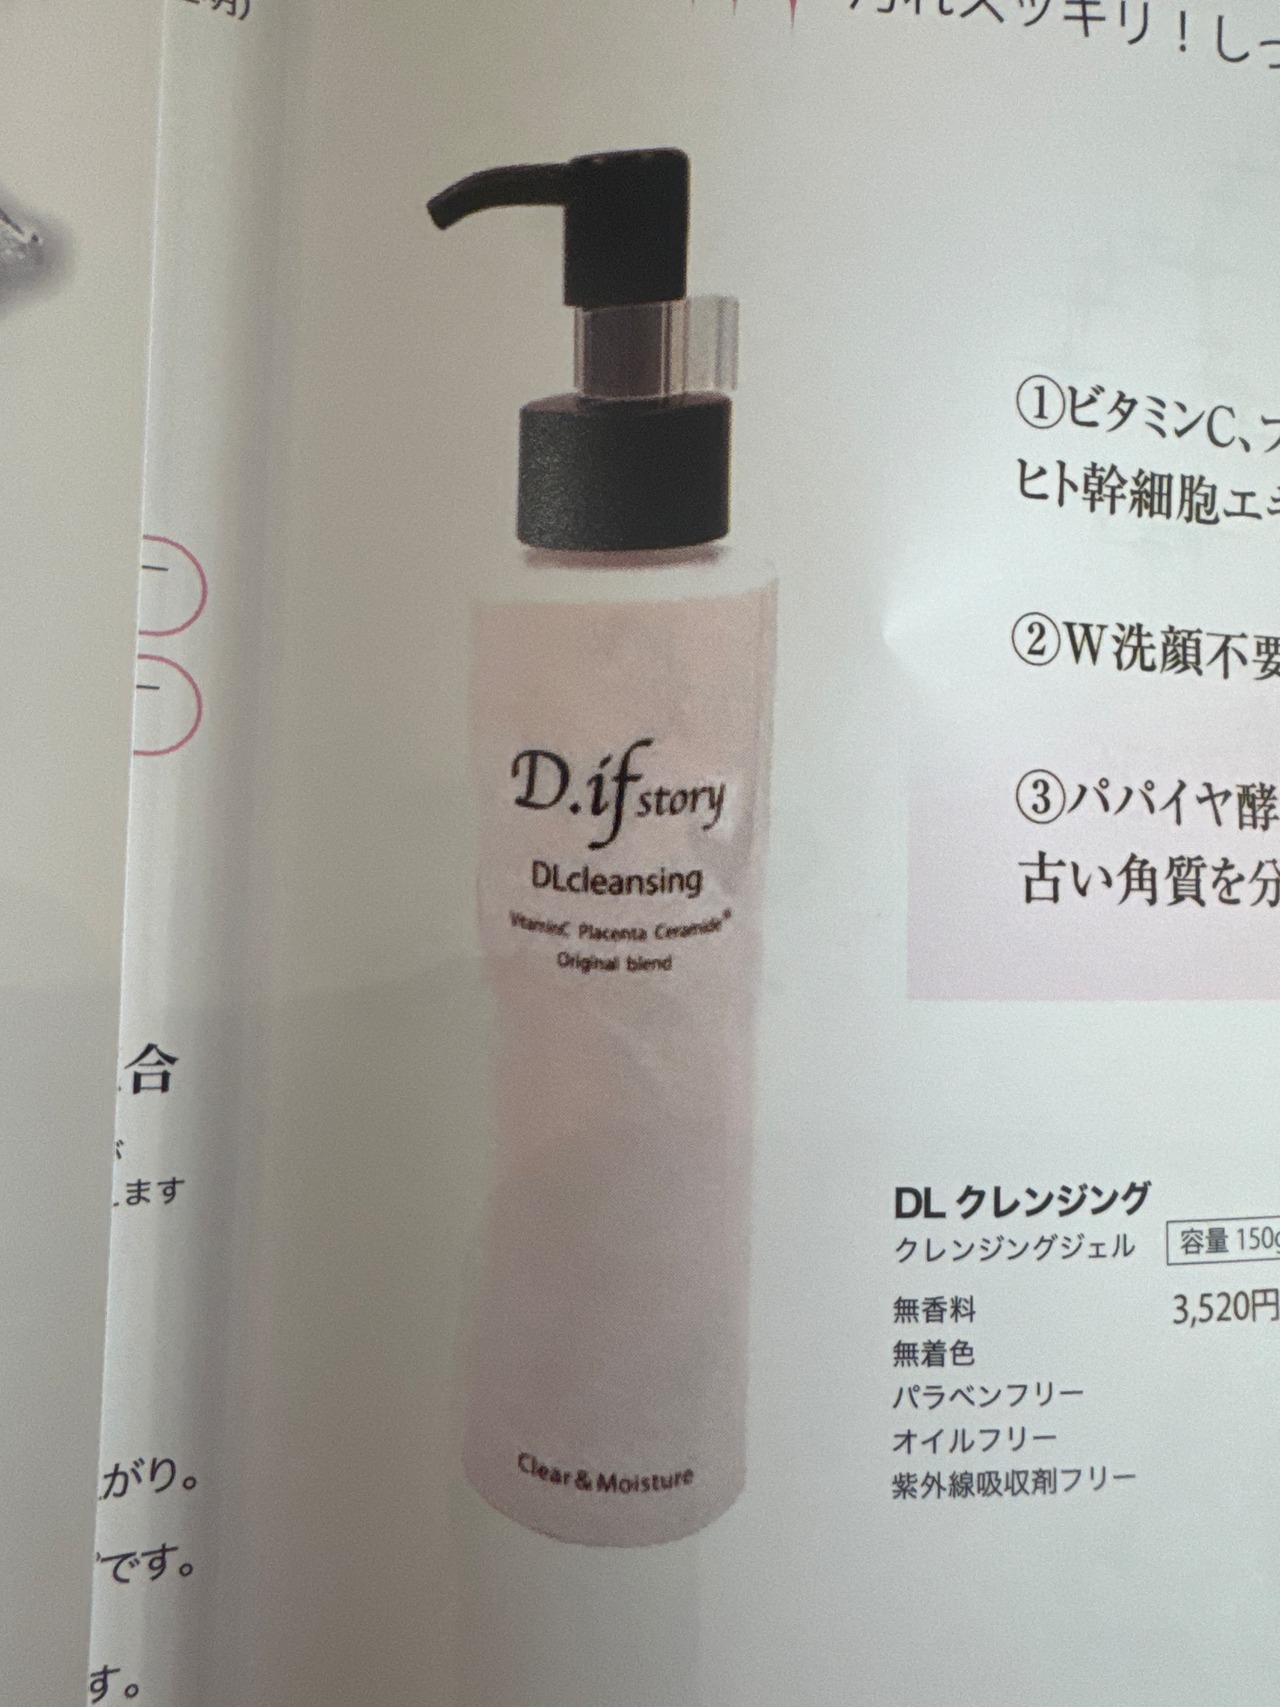 汚れスッキリ！しっ
①ビタミンC、プ
ヒト幹細胞エキ
②W洗顔不要
③パパイヤ酵
古い角質を分
D.if story
DLcleansing
VitaminC Placenta Ceramide®
Original blend
Clear&Moisture
DL クレンジング
クレンジングジェル
容量 150g
無香料
3,520円
無着色
パラベンフリー
オイルフリー
紫外線吸収剤フリー
合
ます
がり。
です。
す。